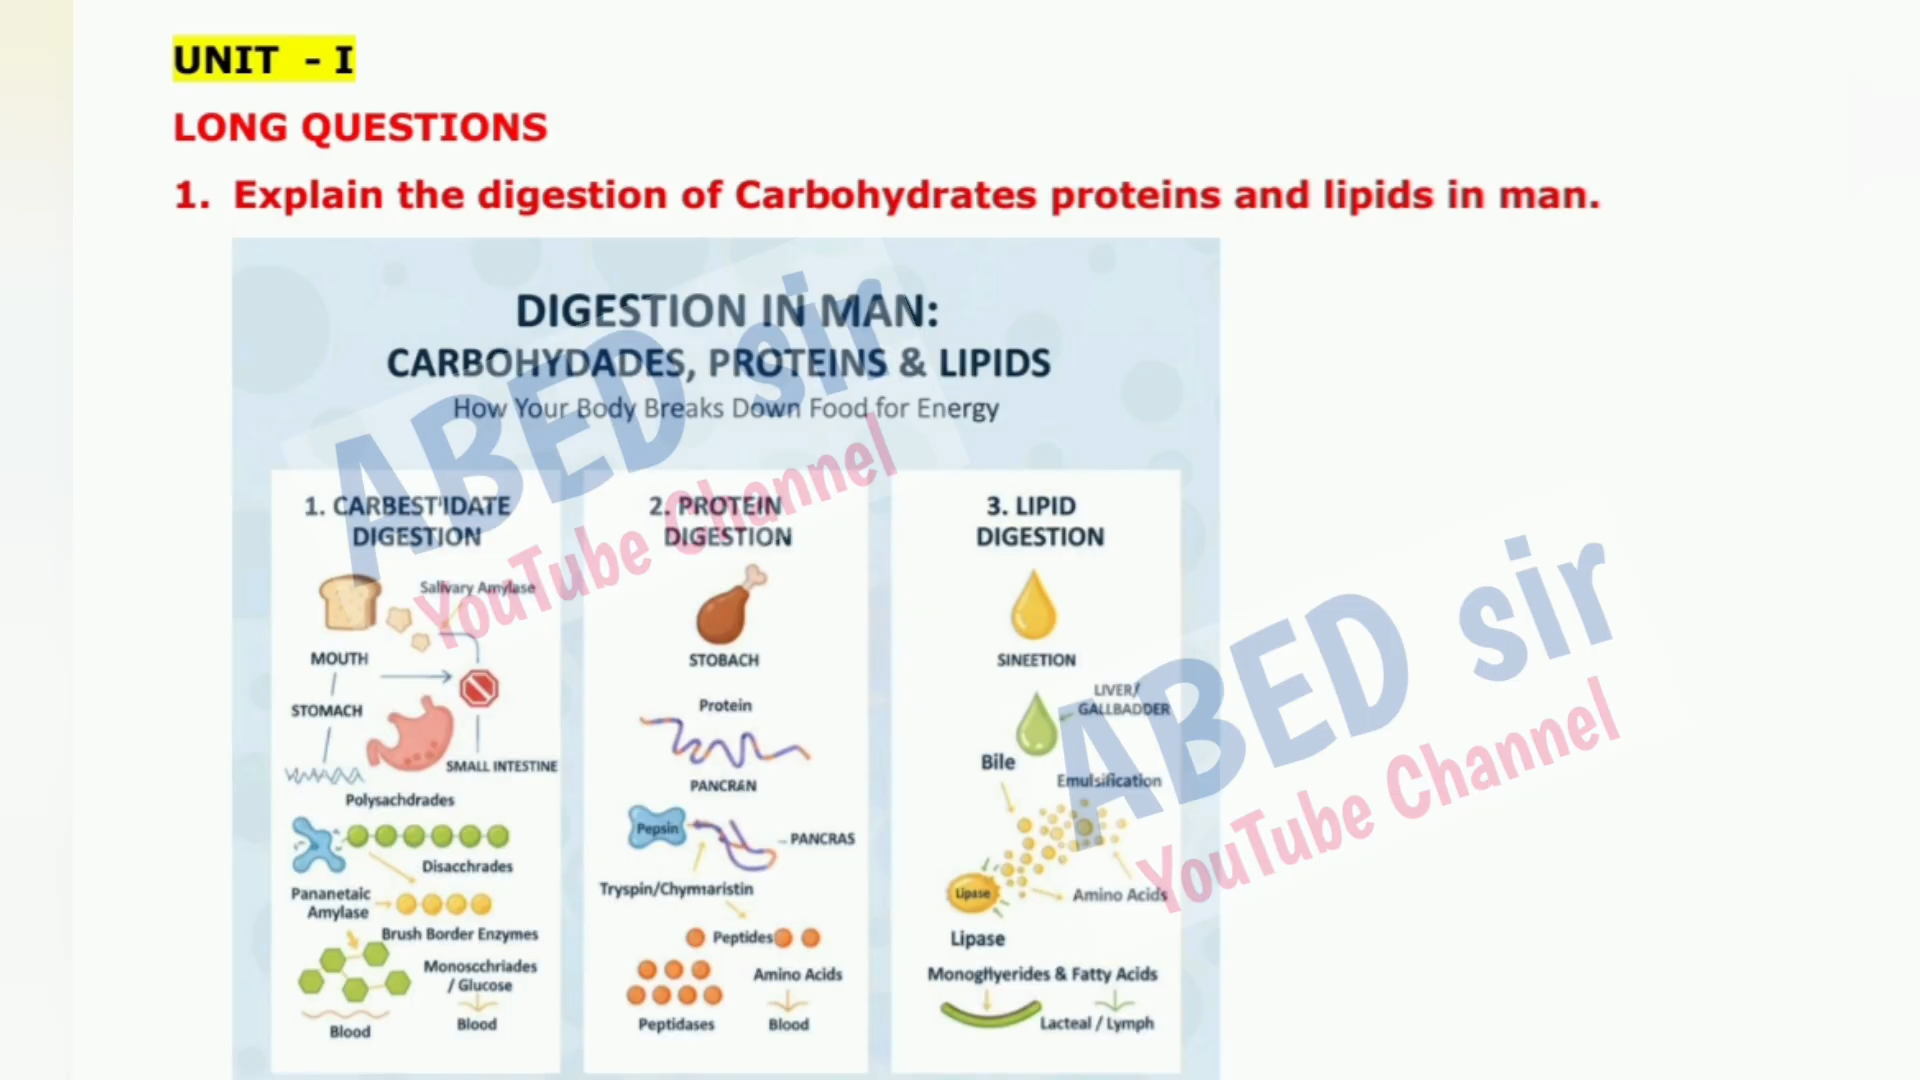 UNIT - I
LONG QUESTIONS
1. Explain the digestion of Carbohydrates proteins and lipids in man.
DIGESTION IN MAN:
CARBOHYDADES, PROTEINS & LIPIDS
How Your Body Breaks Down Food for Energy
1. CARBEST'IDATE
DIGESTION
Salivary Amylase
MOUTH
STOMACH
SMALL INTESTINE
Polysachdrades
Disacchrades
Pananetaic
Amylase
Brush Border Enzymes
Monoscchriades
/ Glucose
Blood
Blood
2. PROTEIN
DIGESTION
STOBACH
Protein
PANCRÁN
Pepsin
PANCRAS
Tryspin/Chymıaristin
Peptides
Amino Acids
Peptidases
Blood
3. LIPID
DIGESTION
SINEETION
LIVER/
GALLBADDER
Bile
Emulsification
Lipase
Amino Acids
Lipase
Monogllyerides & Fatty Acids
Lacteal / Lymph
ABED sir
YouTube Channel
ABED sir
YouTube Channel